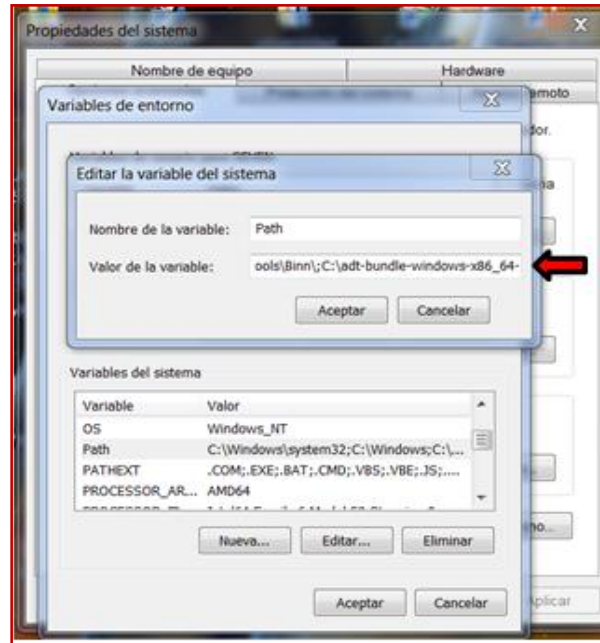 Propiedades del sistema
Nombre de equipo Hardware
emoto
Variables de entorno
dor.
Editar la variable del sistema
na
Nombre de la variable: Path
Valor de la variable: ools\Binn\;C:\adt-bundle-windows-x86_64-
Aceptar Cancelar
Variables del sistema
Variable Valor
OS Windows_NT
Path C:\Windows\system32;C:\Windows;C:\...
PATHEXT .COM;.EXE;.BAT;.CMD;.VBS;.VBE;.JS;....
PROCESSOR_AR... AMD64
Nueva... Editar... Eliminar
no...
Aceptar Cancelar
Aplicar